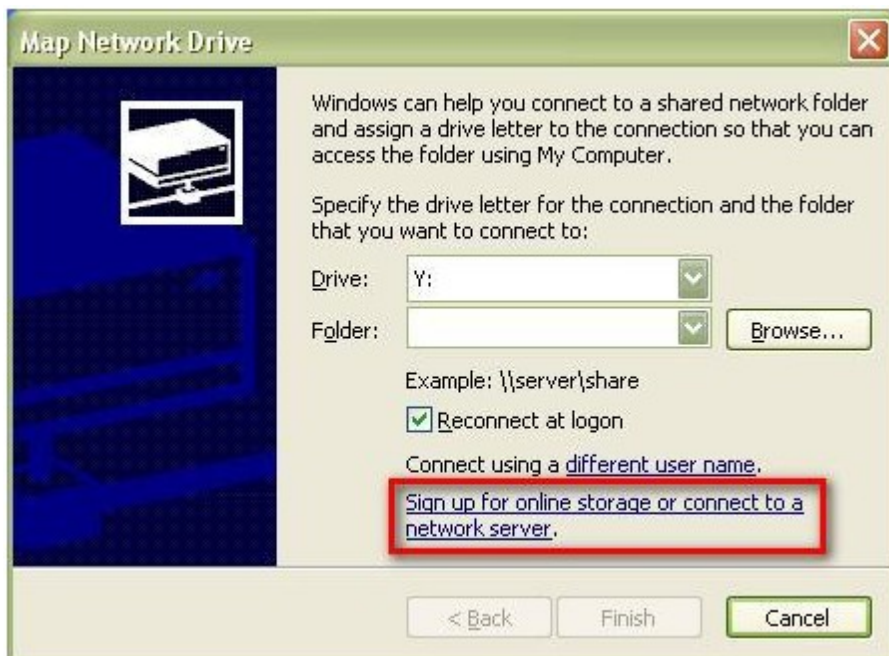 Map Network Drive
Windows can help you connect to a shared network folder
and assign a drive letter to the connection so that you can
access the folder using My Computer.
Specify the drive letter for the connection and the folder
that you want to connect to:
Drive: Y:
Folder: Browse...
Example: \\server\share
Reconnect at logon
Connect using a different user name.
Sign up for online storage or connect to a
network server.
< Back Finish Cancel